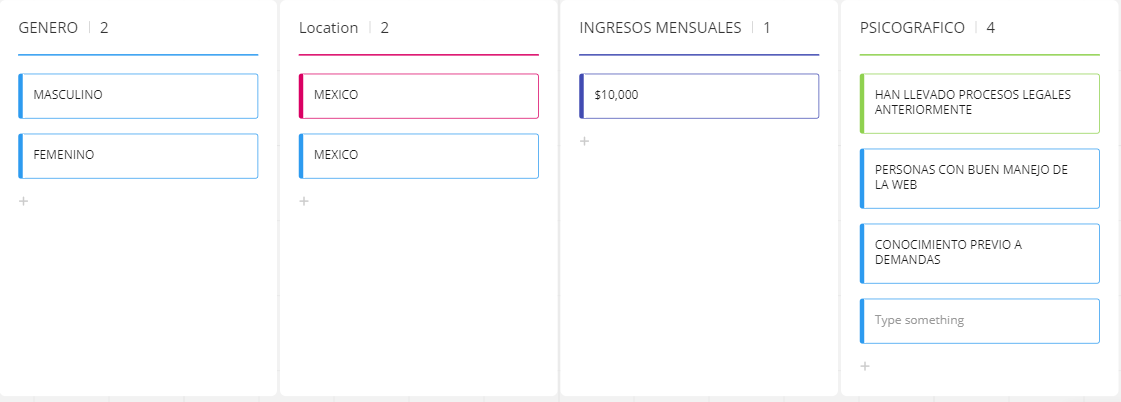 GENERO | 2
MASCULINO
FEMENINO
+
Location | 2
MEXICO
MEXICO
+
INGRESOS MENSUALES | 1
$10,000
+
PSICOGRAFICO | 4
HAN LLEVADO PROCESOS LEGALES
ANTERIORMENTE
PERSONAS CON BUEN MANEJO DE
LA WEB
CONOCIMIENTO PREVIO A
DEMANDAS
Type something
+